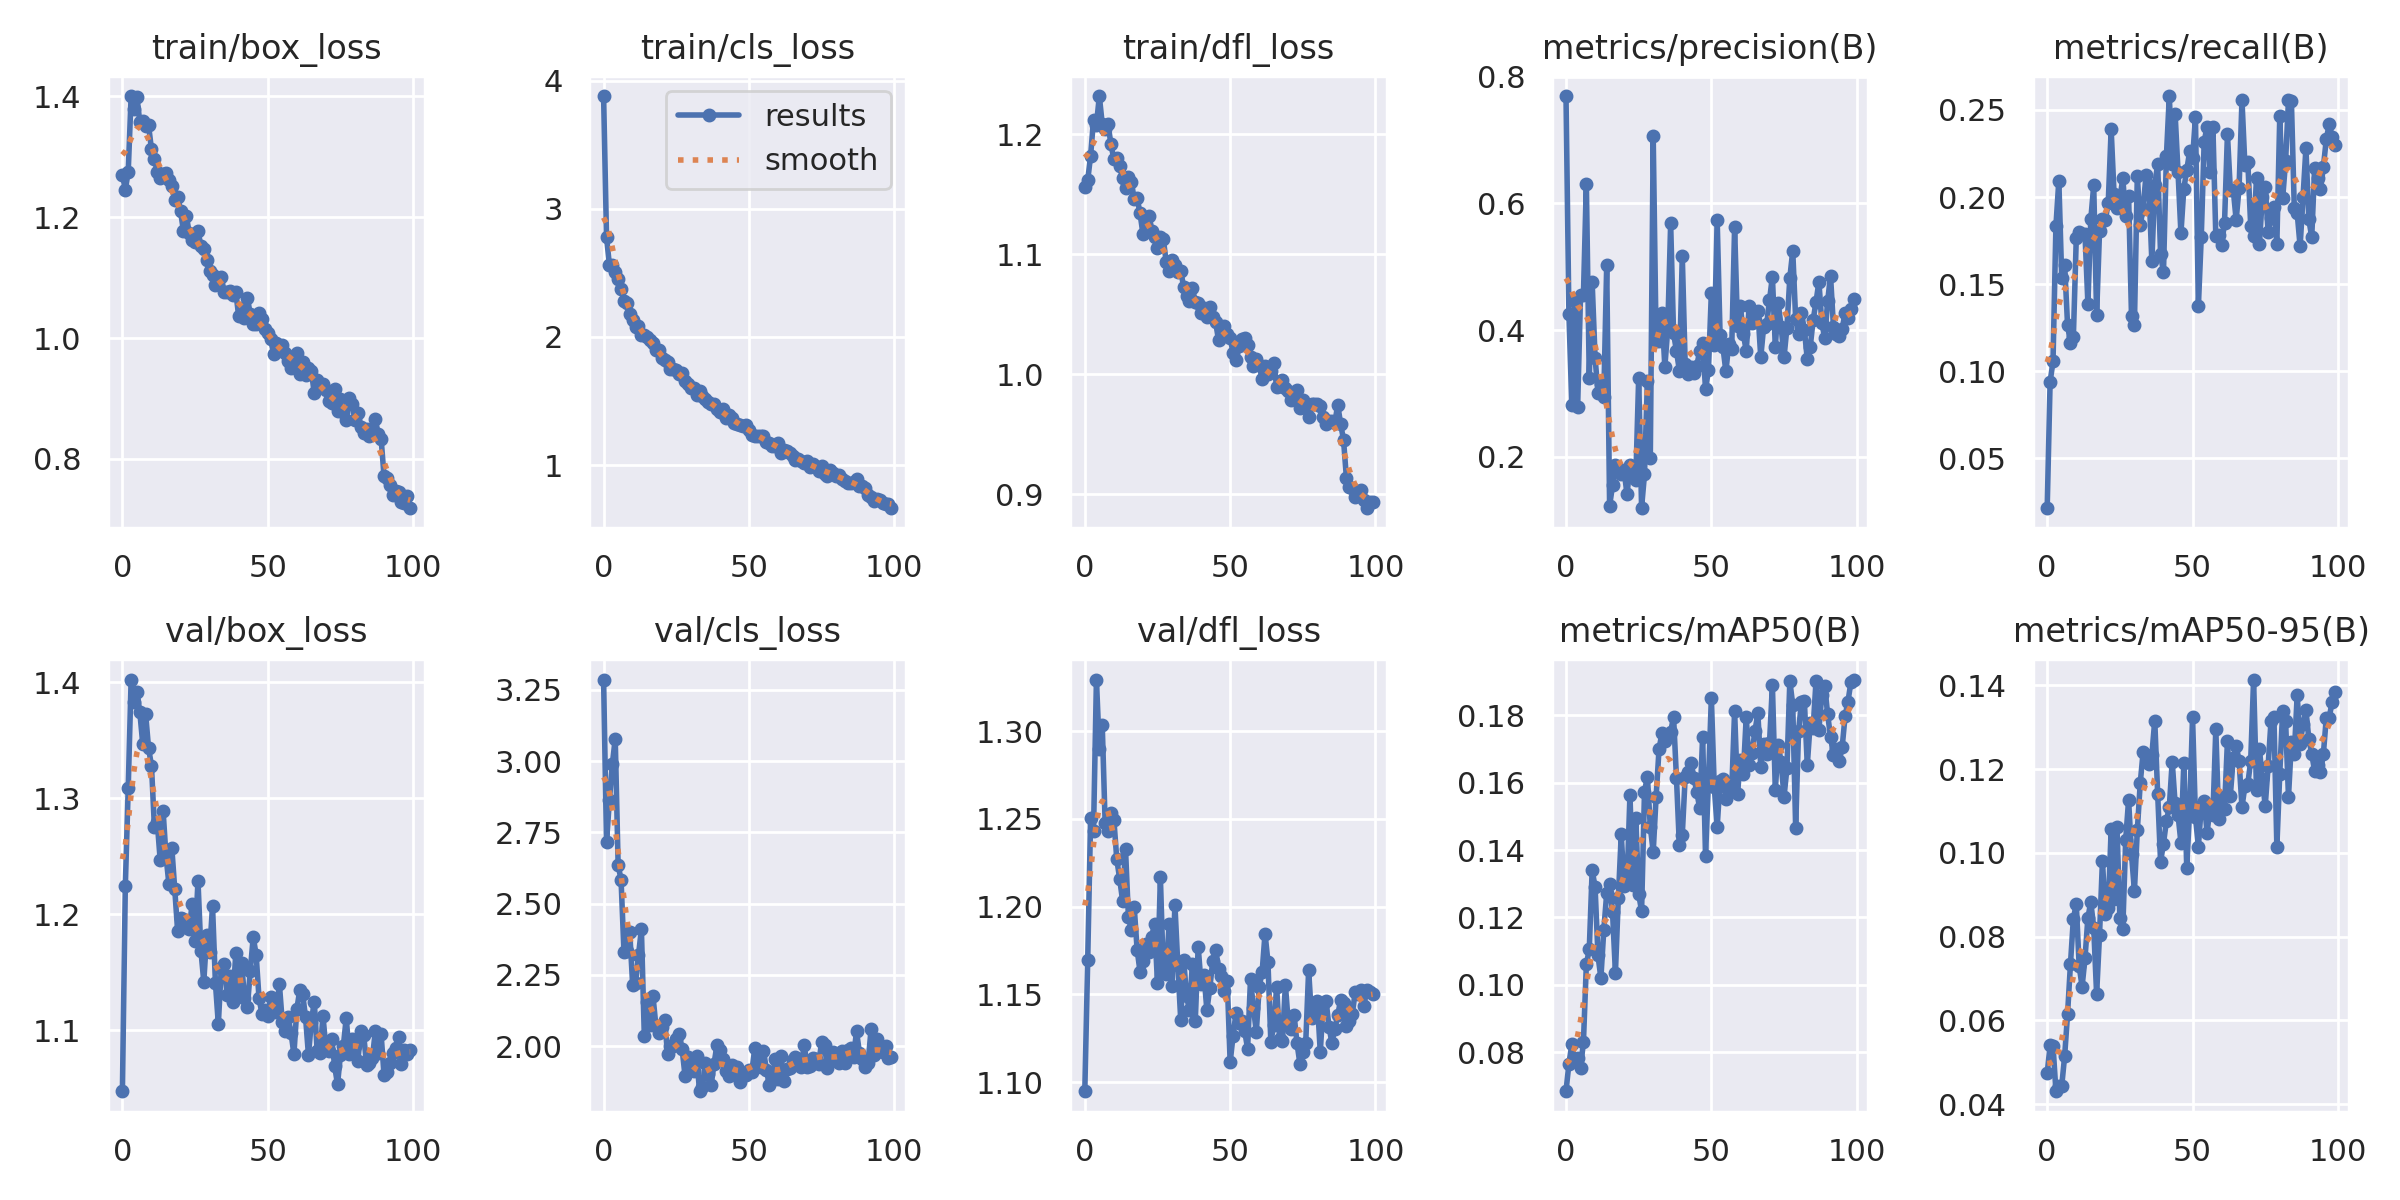 train/box_loss
1.4
1.2
1.0
0.8
0 50 100
train/cls_loss
results
smooth
4
3
2
1
0 50 100
train/dfl_loss
1.2
1.1
1.0
0.9
0 50 100
metrics/precision(B)
0.8
0.6
0.4
0.2
0 50 100
metrics/recall(B)
0.25
0.20
0.15
0.10
0.05
0 50 100
val/box_loss
1.4
1.3
1.2
1.1
0 50 100
val/cls_loss
3.25
3.00
2.75
2.50
2.25
2.00
0 50 100
val/dfl_loss
1.30
1.25
1.20
1.15
1.10
0 50 100
metrics/mAP50(B)
0.18
0.16
0.14
0.12
0.10
0.08
0 50 100
metrics/mAP50-95(B)
0.14
0.12
0.10
0.08
0.06
0.04
0 50 100